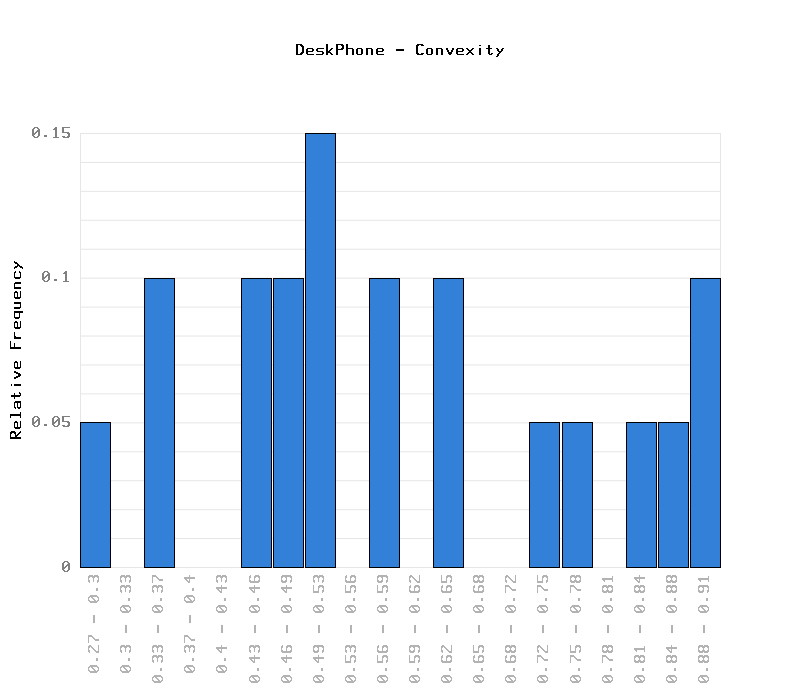 DeskPhone - Convexity
Relative Frequency
0.15
0.1
0.05
0
0.27 - 0.3
0.3 - 0.33
0.33 - 0.37
0.37 - 0.4
0.4 - 0.43
0.43 - 0.46
0.46 - 0.49
0.49 - 0.53
0.53 - 0.56
0.56 - 0.59
0.59 - 0.62
0.62 - 0.65
0.65 - 0.68
0.68 - 0.72
0.72 - 0.75
0.75 - 0.78
0.78 - 0.81
0.81 - 0.84
0.84 - 0.88
0.88 - 0.91